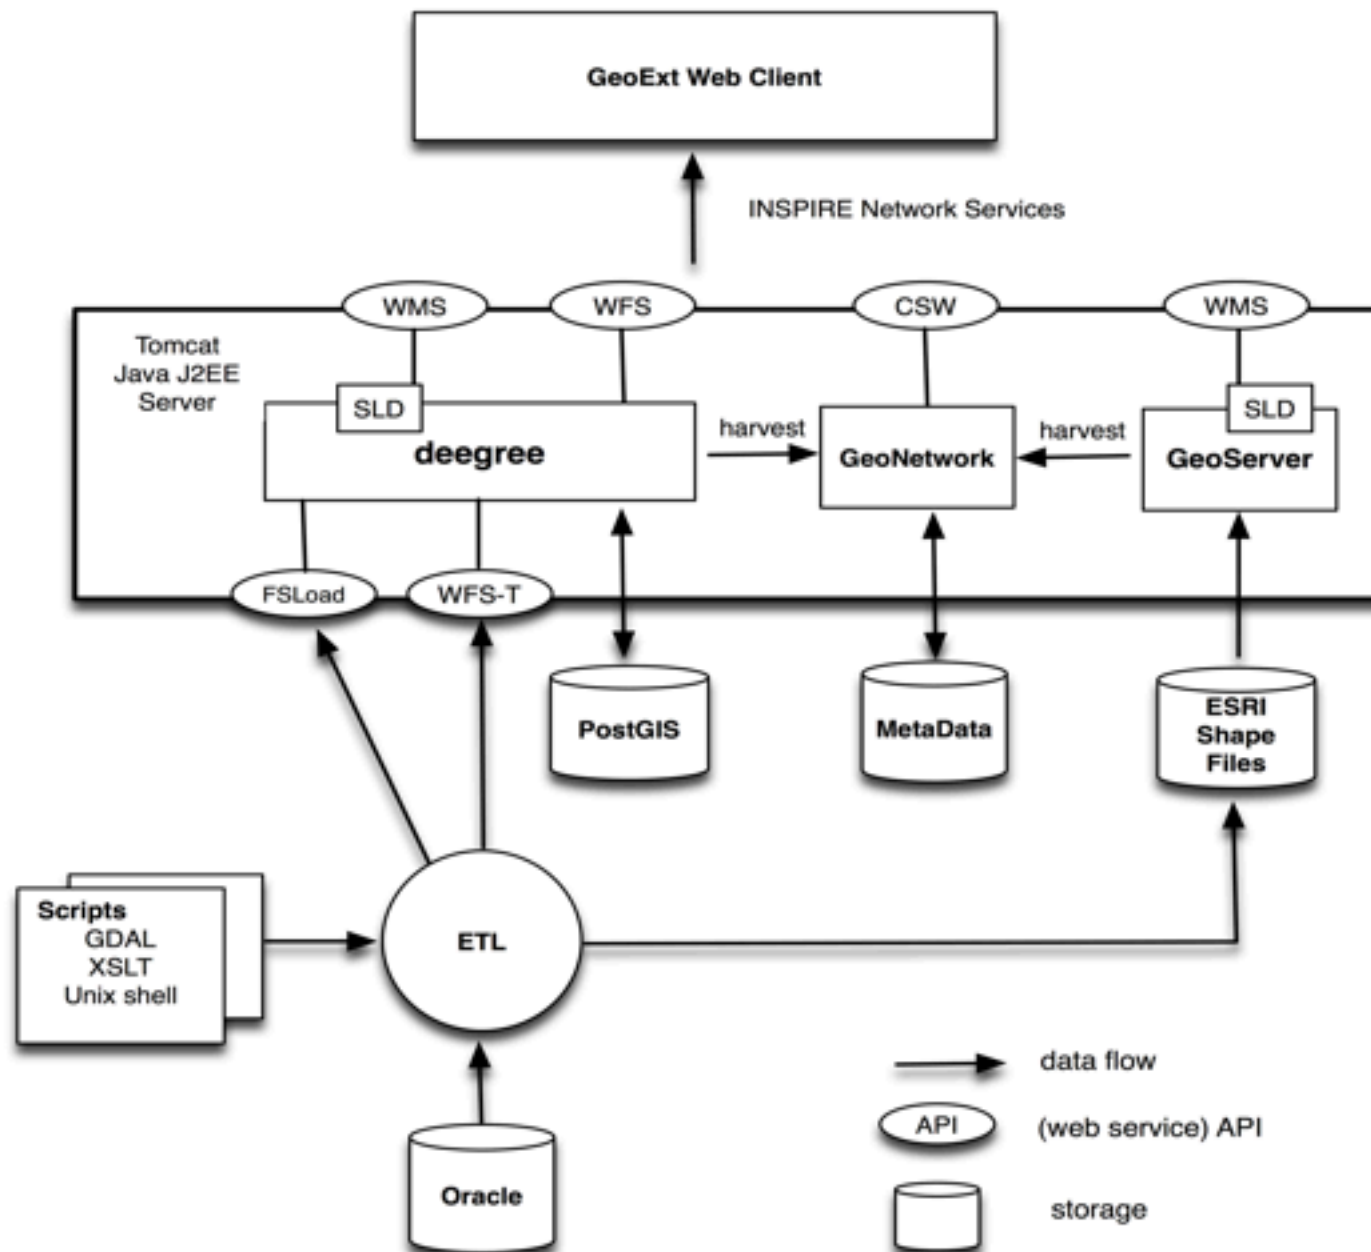 GeoExt Web Client
INSPIRE Network Services
WMS
WFS
CSW
WMS
Tomcat
Java J2EE
Server
SLD
deegree
harvest
GeoNetwork
harvest
SLD
GeoServer
FSLoad
WFS-T
PostGIS
MetaData
ESRI
Shape
Files
Scripts
GDAL
XSLT
Unix shell
ETL
Oracle
data flow
API
(web service) API
storage